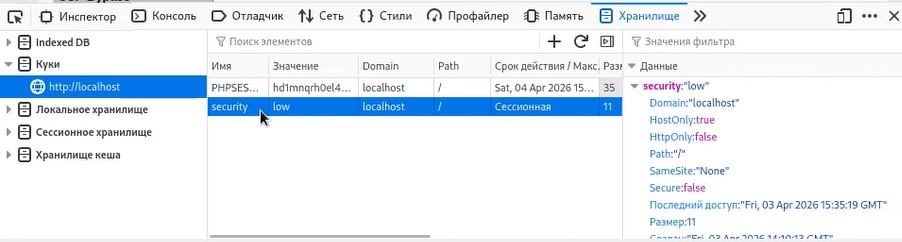 Инспектор Консоль Отладчик Сеть Стили Профайлер Память Хранилище
Indexed DB
Куки
http://localhost
Локальное хранилище
Сессионное хранилище
Хранилище кеша
Поиск элементов
Имя Значение Domain Path Срок действия / Макс. Разм
PHPSES... hd1mnqrh0el4... localhost / Sat, 04 Apr 2026 15... 35
security low localhost / Сессионная 11
Значения фильтра
Данные
security:"low"
Domain:"localhost"
HostOnly:true
HttpOnly:false
Path:"/"
SameSite:"None"
Secure:false
Последний доступ:"Fri, 03 Apr 2026 15:35:19 GMT"
Размер:11